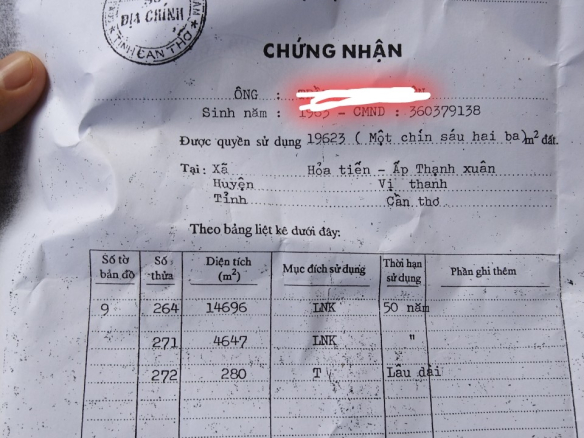 ĐỊA CHÍNH
TỈNH CẦN THƠ
CHỨNG NHẬN
ÔNG :
Sinh năm : 1965 - CMND : 360379138
Được quyền sử dụng 19623 ( Một chín sáu hai ba)m² đất.
Tại: Xã Hỏa tiến - Ấp Thạnh xuân
Huyện Vị thanh
Tỉnh Cần thơ
Theo bảng liệt kê dưới đây:
Số tờ bản đồ Số thửa Diện tích (m²) Mục đích sử dụng Thời hạn sử dụng Phần ghi thêm
9 264 14696 LNK 50 năm
271 4647 LNK "
272 280 T Lâu dài